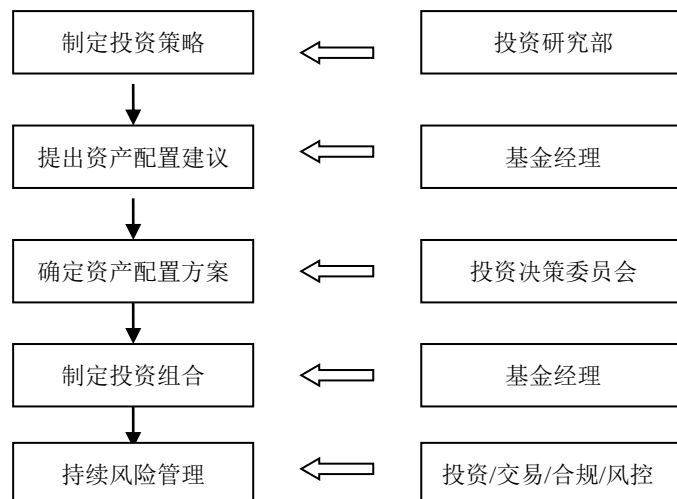 制定投资策略
投资研究部
提出资产配置建议
基金经理
确定资产配置方案
投资决策委员会
制定投资组合
基金经理
持续风险管理
投资/交易/合规/风控